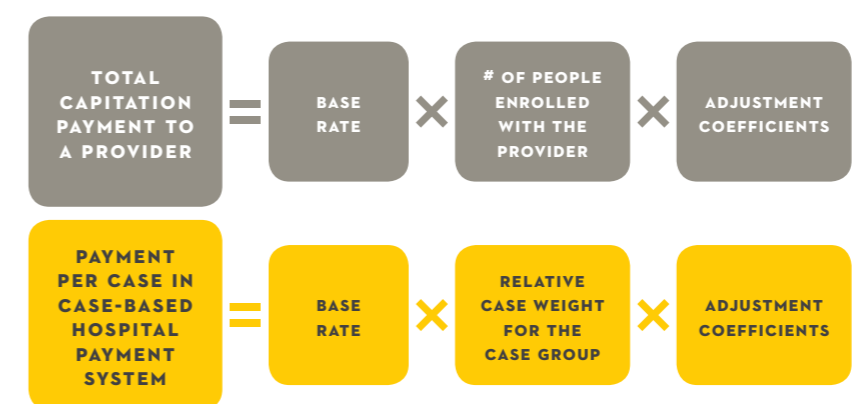 TOTAL
CAPITATION
PAYMENT TO
A PROVIDER
=
BASE
RATE
×
# OF PEOPLE
ENROLLED
WITH THE
PROVIDER
×
ADJUSTMENT
COEFFICIENTS
PAYMENT
PER CASE IN
CASE-BASED
HOSPITAL
PAYMENT
SYSTEM
=
BASE
RATE
×
RELATIVE
CASE WEIGHT
FOR THE
CASE GROUP
×
ADJUSTMENT
COEFFICIENTS